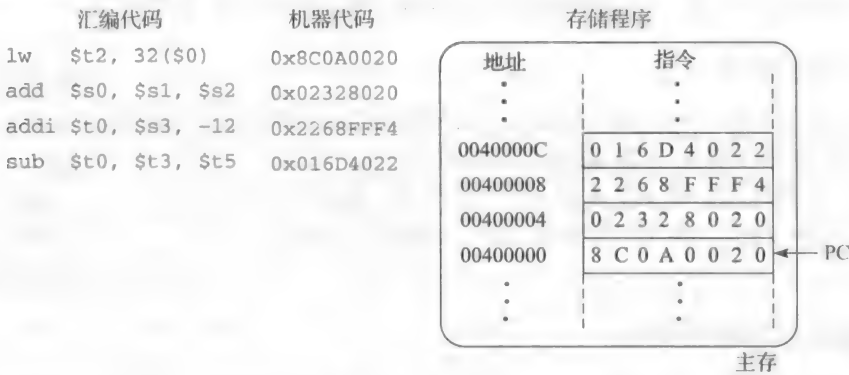 汇编代码 机器代码
lw $t2, 32($0) 0x8C0A0020
add $s0, $s1, $s2 0x02328020
addi $t0, $s3, -12 0x2268FFF4
sub $t0, $t3, $t5 0x016D4022
存储程序
地址 指令
0040000C 0 1 6 D 4 0 2 2
00400008 2 2 6 8 F F F 4
00400004 0 2 3 2 8 0 2 0
00400000 8 C 0 A 0 0 2 0 PC
主存